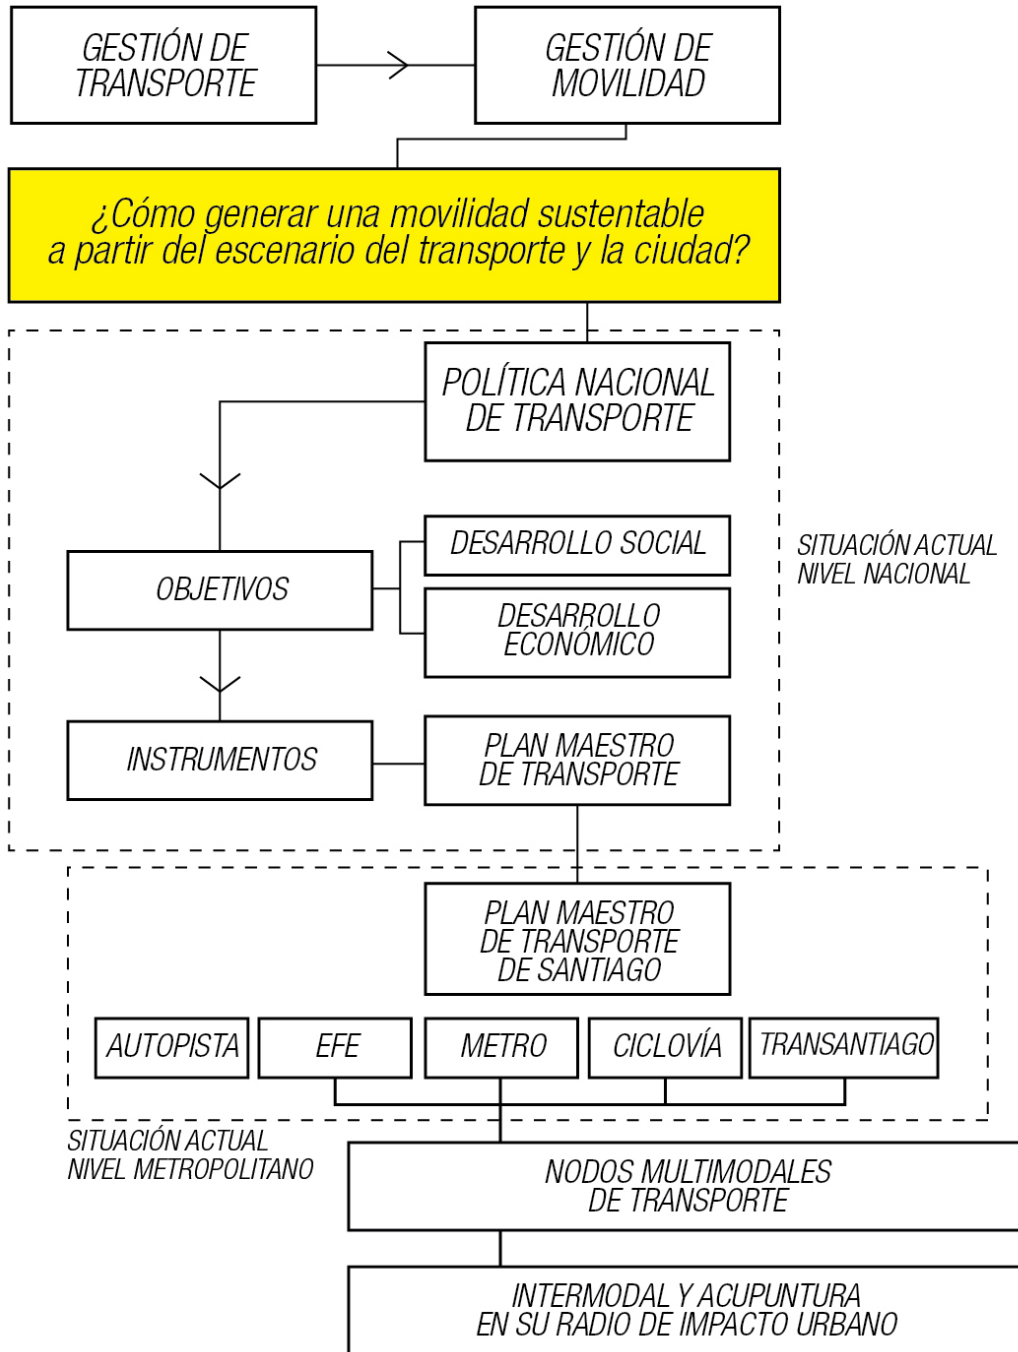 GESTIÓN DE
TRANSPORTE
GESTIÓN DE
MOVILIDAD
¿Cómo generar una movilidad sustentable
a partir del escenario del transporte y la ciudad?
POLÍTICA NACIONAL
DE TRANSPORTE
DESARROLLO SOCIAL
SITUACIÓN ACTUAL
NIVEL NACIONAL
OBJETIVOS
DESARROLLO
ECONÓMICO
INSTRUMENTOS
PLAN MAESTRO
DE TRANSPORTE
PLAN MAESTRO
DE TRANSPORTE
DE SANTIAGO
AUTOPISTA
EFE
METRO
CICLOVÍA
TRANSANTIAGO
SITUACIÓN ACTUAL
NIVEL METROPOLITANO
NODOS MULTIMODALES
DE TRANSPORTE
INTERMODAL Y ACUPUNTURA
EN SU RADIO DE IMPACTO URBANO